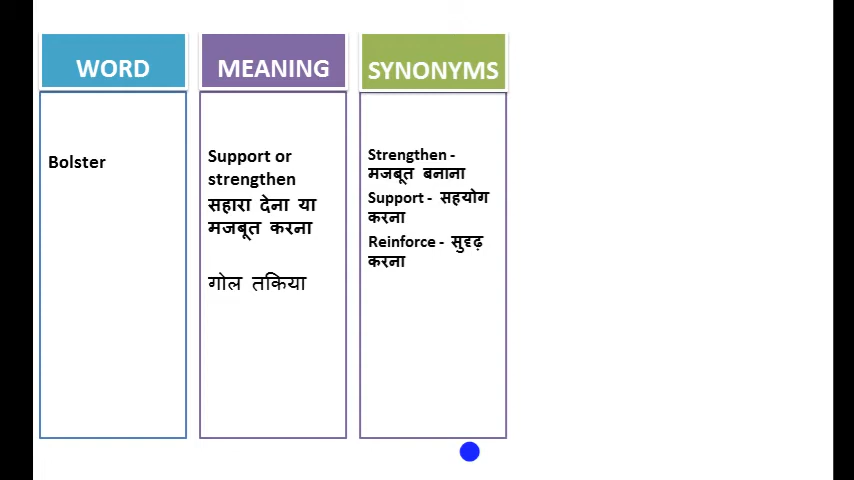 WORD
Bolster
MEANING
Support or
strengthen
सहारा देना या
मजबूत करना
गोल तकिया
SYNONYMS
Strengthen -
मजबूत बनाना
Support - सहयोग
करना
Reinforce - सुदृढ़
करना